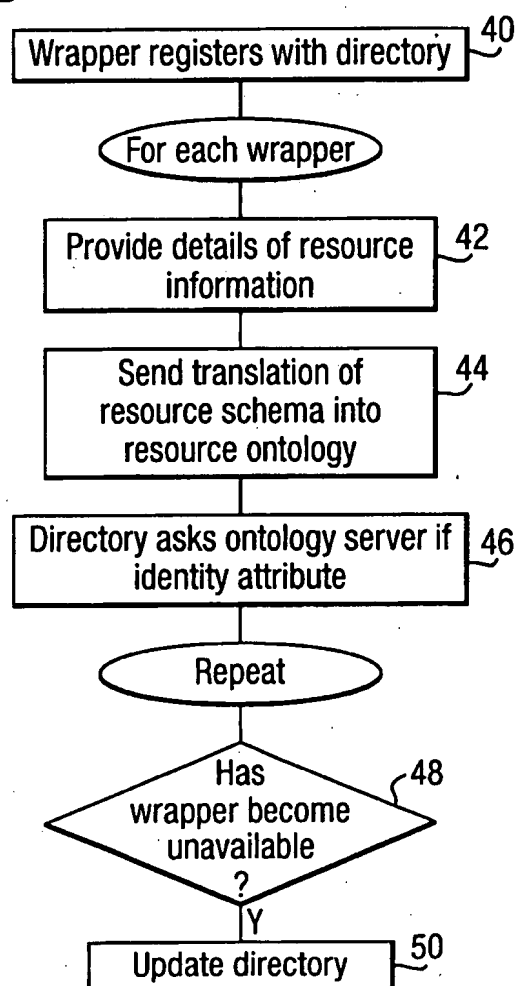 Wrapper registers with directory
40
For each wrapper
Provide details of resource
information
42
Send translation of
resource schema into
resource ontology
44
Directory asks ontology server if
identity attribute
46
Repeat
Has
wrapper become
unavailable
?
48
Y
Update directory
50